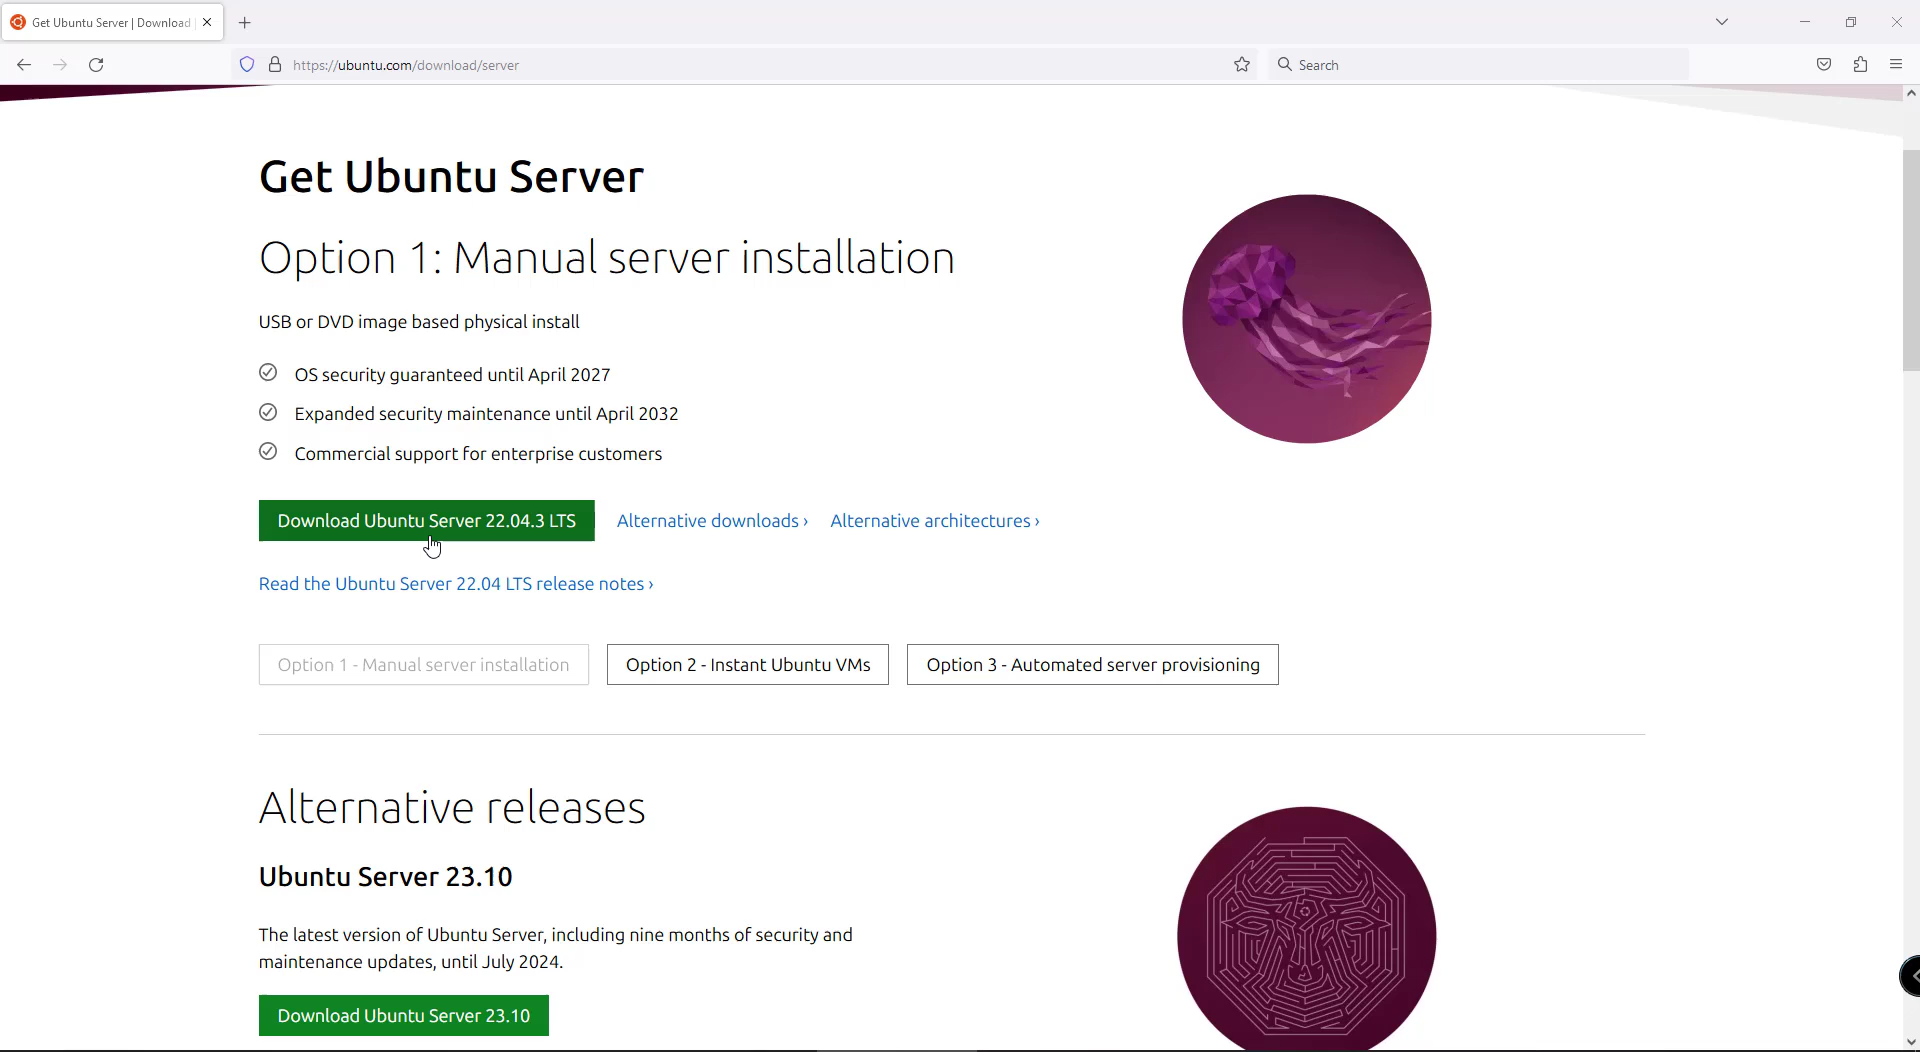 Get Ubuntu Server | Download
https://ubuntu.com/download/server
Search
Get Ubuntu Server
Option 1: Manual server installation
USB or DVD image based physical install
OS security guaranteed until April 2027
Expanded security maintenance until April 2032
Commercial support for enterprise customers
Download Ubuntu Server 22.04.3 LTS
Alternative downloads ›
Alternative architectures ›
Read the Ubuntu Server 22.04 LTS release notes ›
Option 1 - Manual server installation
Option 2 - Instant Ubuntu VMs
Option 3 - Automated server provisioning
Alternative releases
Ubuntu Server 23.10
The latest version of Ubuntu Server, including nine months of security and
maintenance updates, until July 2024.
Download Ubuntu Server 23.10